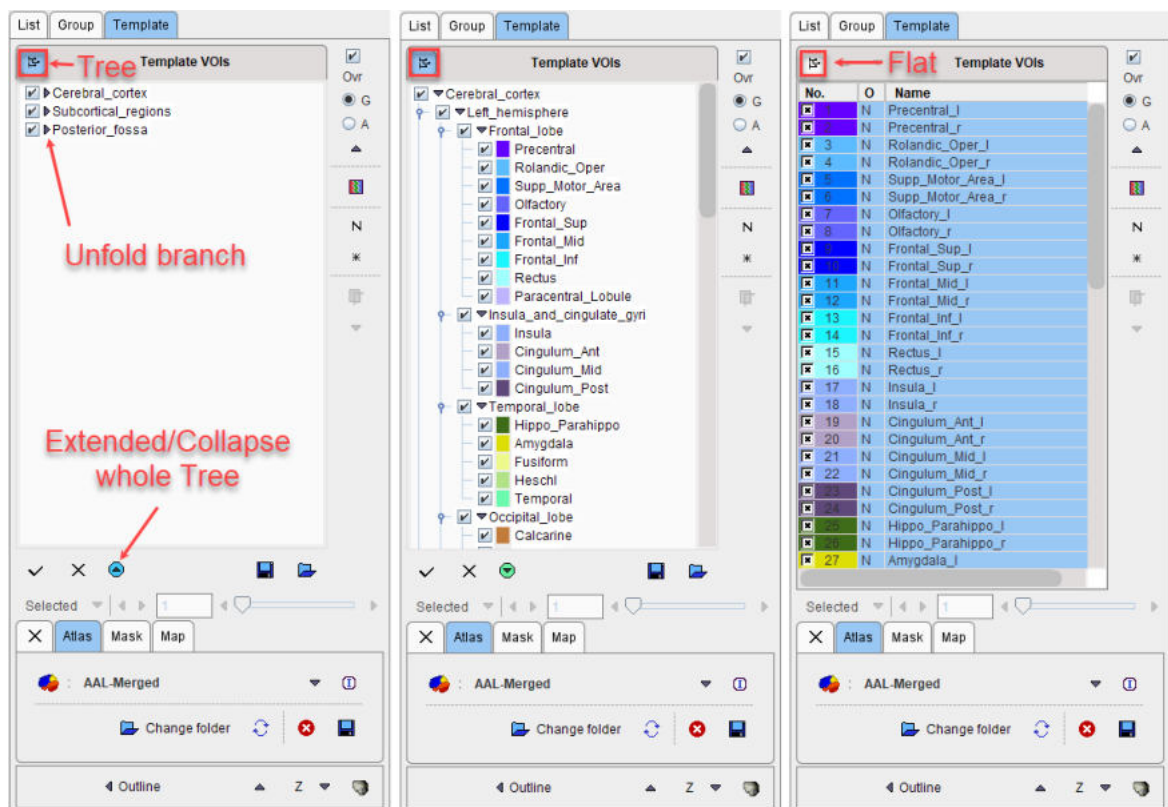 List Group Template
Tree
Template VOIs
Ovr
Cerebral_cortex
G
Subcortical_regions
A
Posterior_fossa
Unfold branch
N
Extended/Collapse
whole Tree
Selected 1
Atlas Mask Map
AAL-Merged
Change folder
Outline Z
List Group Template
Template VOIs
Ovr
Cerebral_cortex
G
Left_hemisphere
A
Frontal_lobe
Precentral
Rolandic_Oper
Supp_Motor_Area
Olfactory
Frontal_Sup
N
Frontal_Mid
Frontal_Inf
Rectus
Paracentral_Lobule
Insula_and_cingulate_gyri
Insula
Cingulum_Ant
Cingulum_Mid
Cingulum_Post
Temporal_lobe
Hippo_Parahippo
Amygdala
Fusiform
Heschl
Temporal
Occipital_lobe
Calcarine
Selected 1
Atlas Mask Map
AAL-Merged
Change folder
Outline Z
List Group Template
Flat
Template VOIs
Ovr
No. O Name
G
N Precentral_l
A
N Precentral_r
3 N Rolandic_Oper_l
4 N Rolandic_Oper_r
5 N Supp_Motor_Area_l
6 N Supp_Motor_Area_r
7 N Olfactory_l
8 N Olfactory_r
N
9 N Frontal_Sup_l
10 N Frontal_Sup_r
11 N Frontal_Mid_l
12 N Frontal_Mid_r
13 N Frontal_Inf_l
14 N Frontal_Inf_r
15 N Rectus_l
16 N Rectus_r
17 N Insula_l
18 N Insula_r
19 N Cingulum_Ant_l
20 N Cingulum_Ant_r
21 N Cingulum_Mid_l
22 N Cingulum_Mid_r
23 N Cingulum_Post_l
24 N Cingulum_Post_r
25 N Hippo_Parahippo_l
26 N Hippo_Parahippo_r
27 N Amygdala_l
Selected 1
Atlas Mask Map
AAL-Merged
Change folder
Outline Z